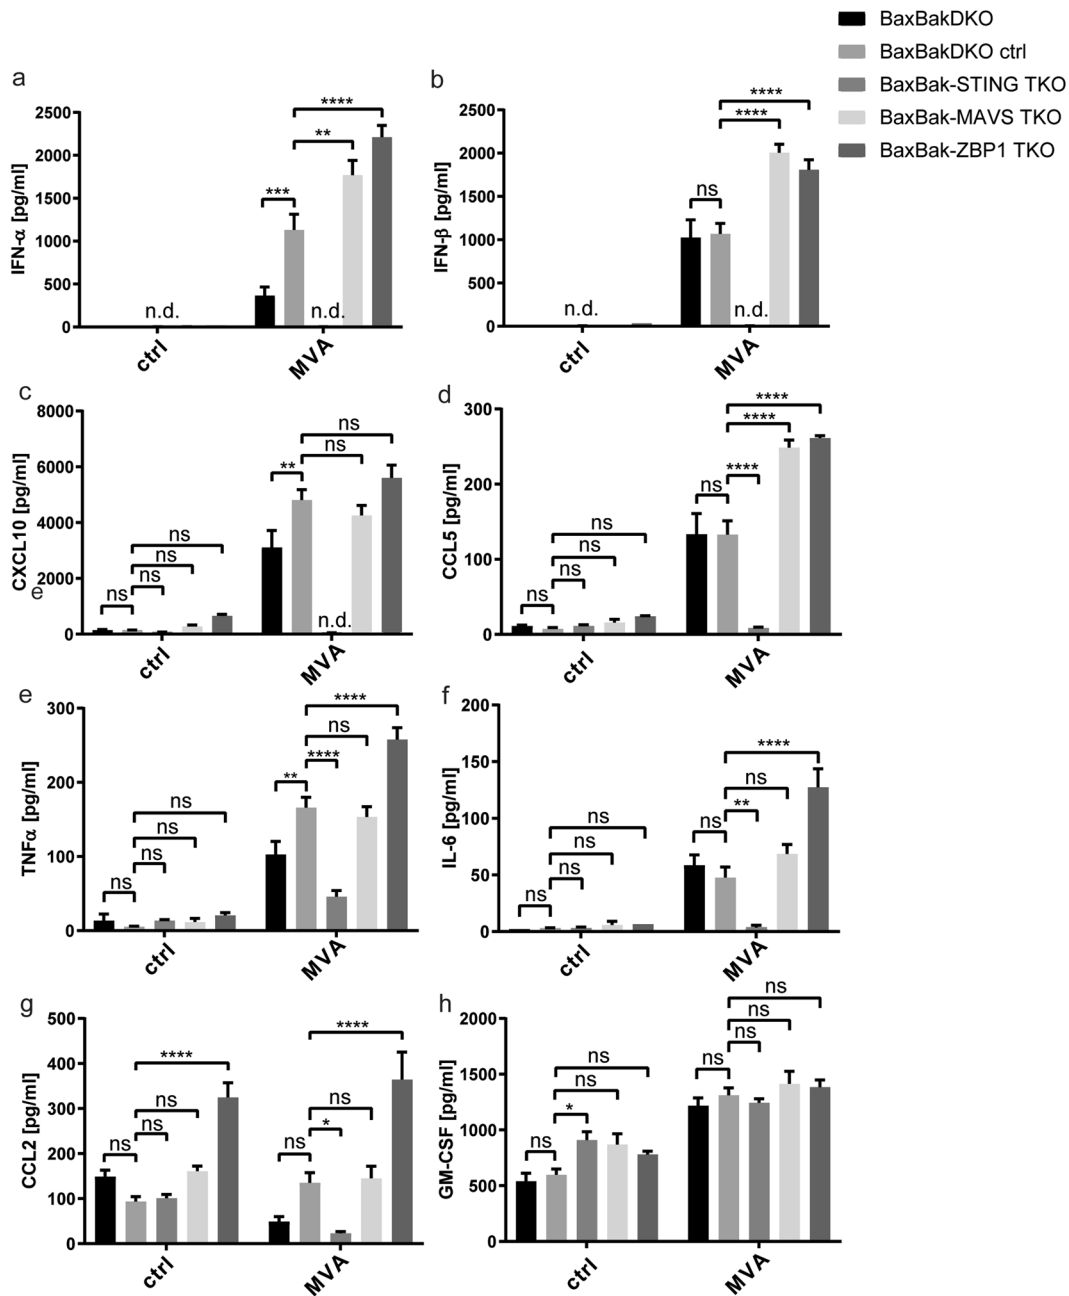 BaxBakDKO
BaxBakDKO ctrl
BaxBak-STING TKO
BaxBak-MAVS TKO
BaxBak-ZBP1 TKO
a
IFN-α [pg/ml]
2500
2000
1500
1000
500
0
***
**
****
n.d.
n.d.
ctrl
MVA
b
IFN-β [pg/ml]
2500
2000
1500
1000
500
0
ns
****
****
n.d.
n.d.
ctrl
MVA
c
CXCL10 [pg/ml]
8000
6000
4000
2000
0
ns
ns
ns
ns
**
ns
ns
n.d.
ctrl
MVA
d
CCL5 [pg/ml]
300
200
100
0
ns
ns
ns
ns
ns
****
****
****
ctrl
MVA
e
TNFα [pg/ml]
300
200
100
0
ns
ns
ns
ns
**
****
ns
****
ctrl
MVA
f
IL-6 [pg/ml]
200
150
100
50
0
ns
ns
ns
ns
ns
**
ns
****
ctrl
MVA
g
CCL2 [pg/ml]
500
400
300
200
100
0
ns
ns
ns
****
ns
*
ns
****
ctrl
MVA
h
GM-CSF [pg/ml]
2000
1500
1000
500
0
ns
*
ns
ns
ns
ns
ns
ns
ctrl
MVA